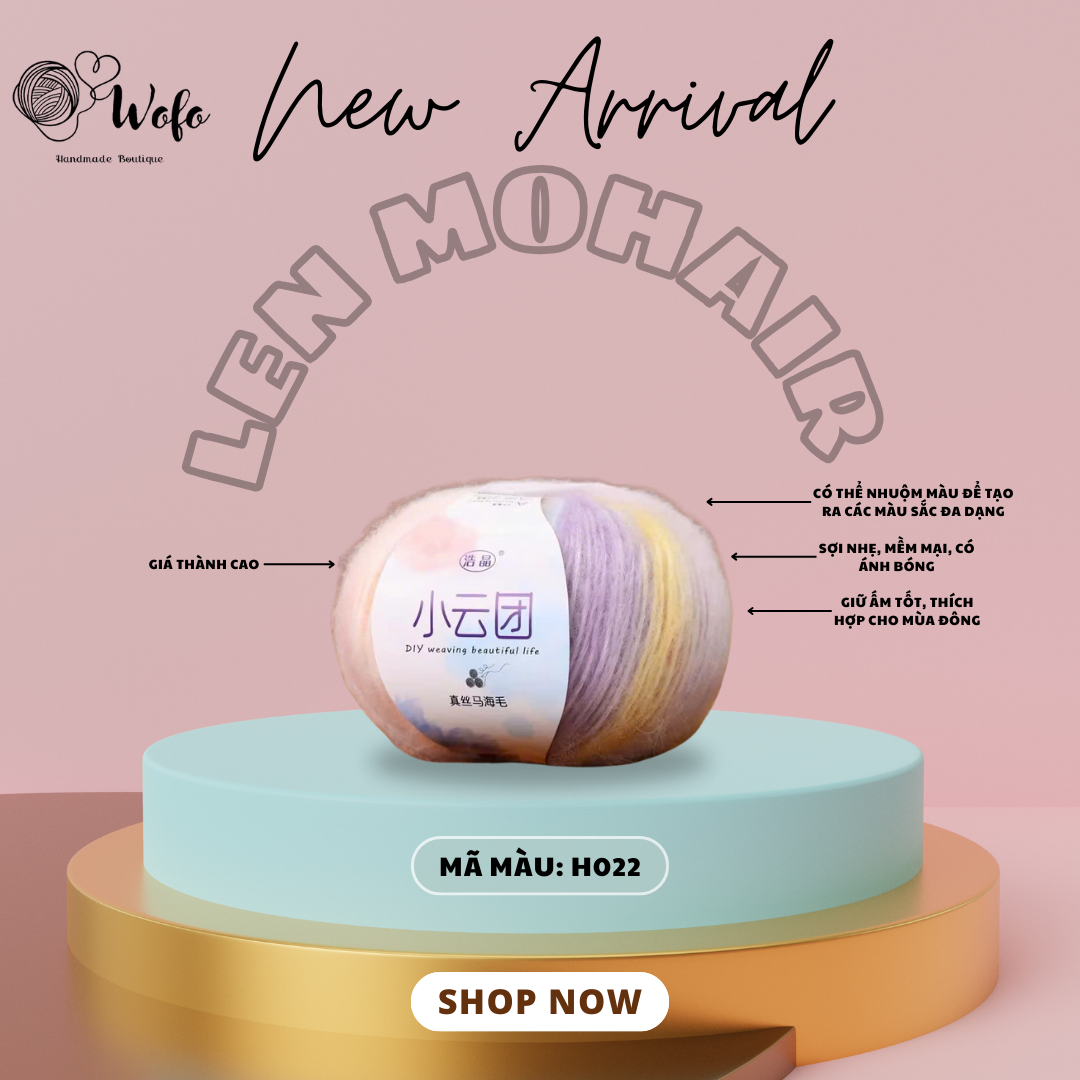 Wofo
Handmade Boutique
New Arrival
LEN MOHAIR
CÓ THỂ NHUỘM MÀU ĐỂ TẠO
RA CÁC MÀU SẮC ĐA DẠNG
SỢI NHẸ, MỀM MẠI, CÓ
ÁNH BÓNG
GIÁ THÀNH CAO
GIỮ ẤM TỐT, THÍCH
HỢP CHO MÙA ĐÔNG
浩晶®
小云团
DIY weaving beautiful life
真丝马海毛
MÃ MÀU: H022
SHOP NOW